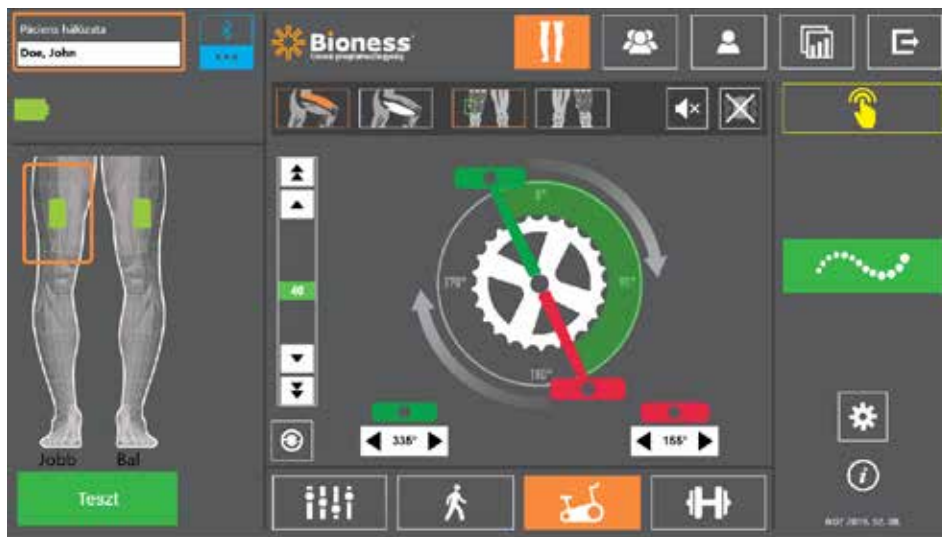 Páciens hálózata
Doe, John
Bioness
0°
90°
270°
180°
40
335°
155°
Jobb Bal
Teszt